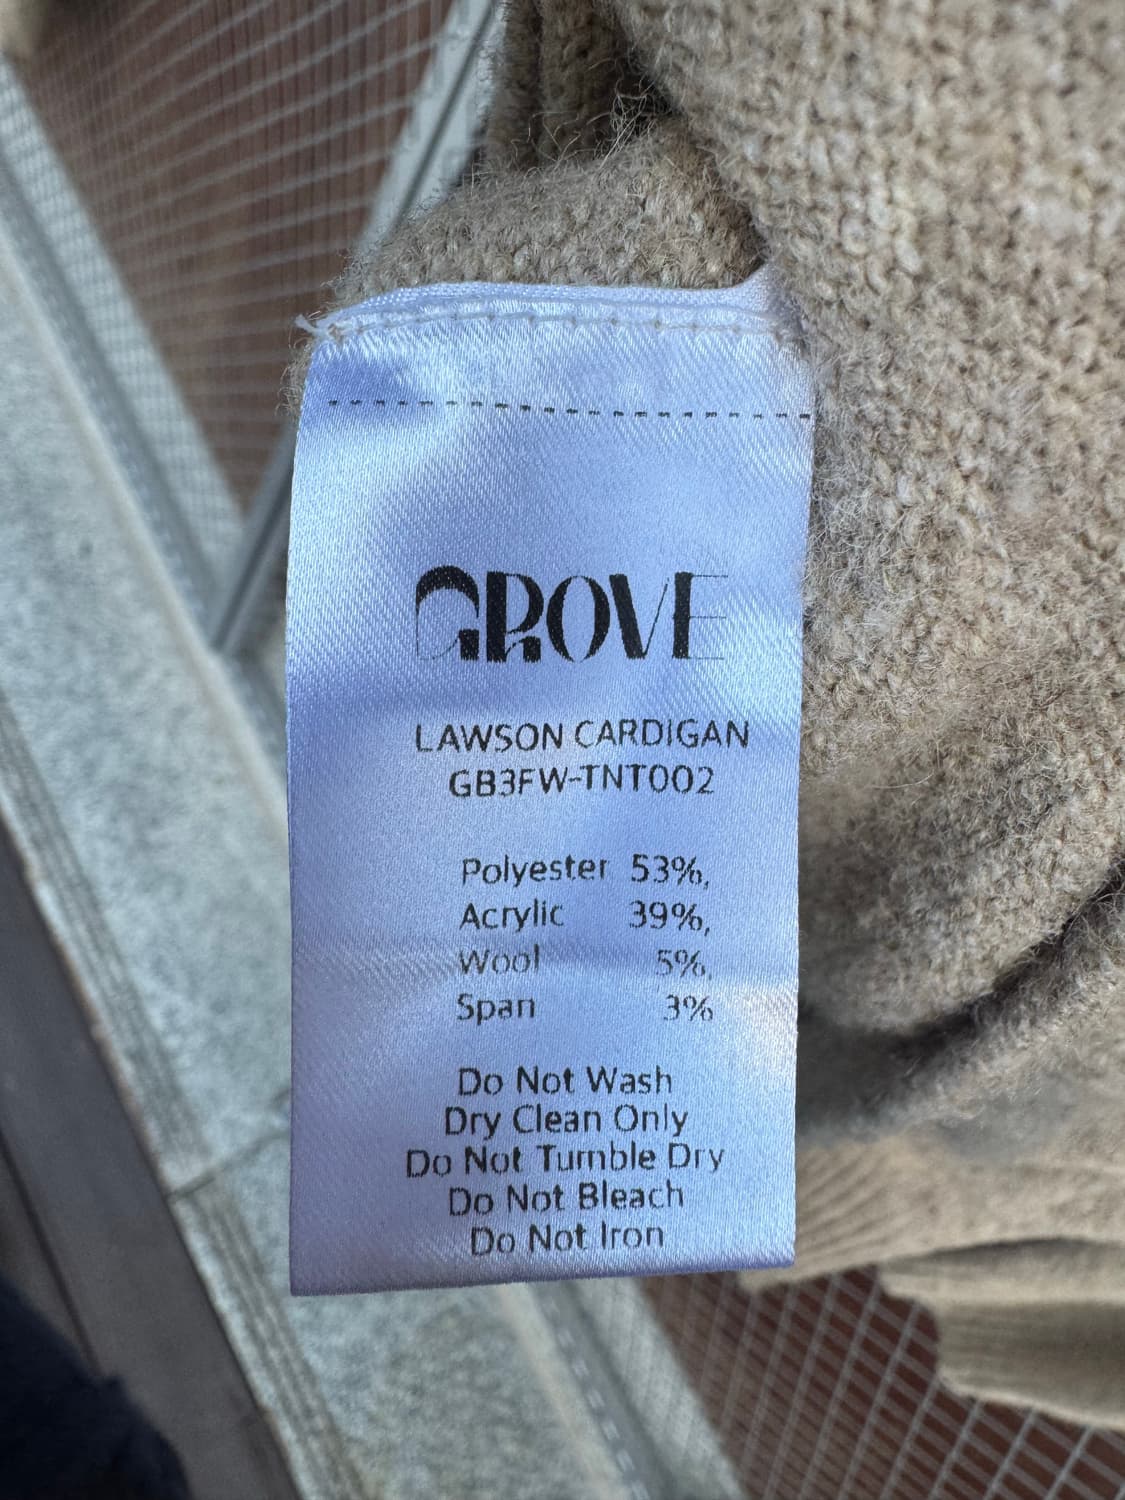 GROVE
LAWSON CARDIGAN
GB3FW-TNT002
Polyester 53%,
Acrylic 39%,
Wool 5%,
Span 3%
Do Not Wash
Dry Clean Only
Do Not Tumble Dry
Do Not Bleach
Do Not Iron